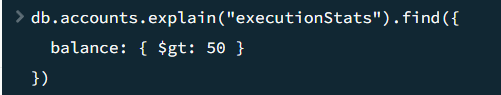 > db.accounts.explain("executionStats").find({
balance: { $gt: 50 }
})